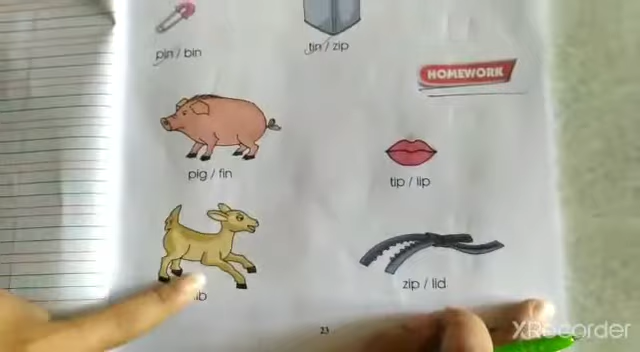 pin / bin
tin / zip
HOMEWORK
pig / fin
tip / lip
zip / lid
23
XRecorder